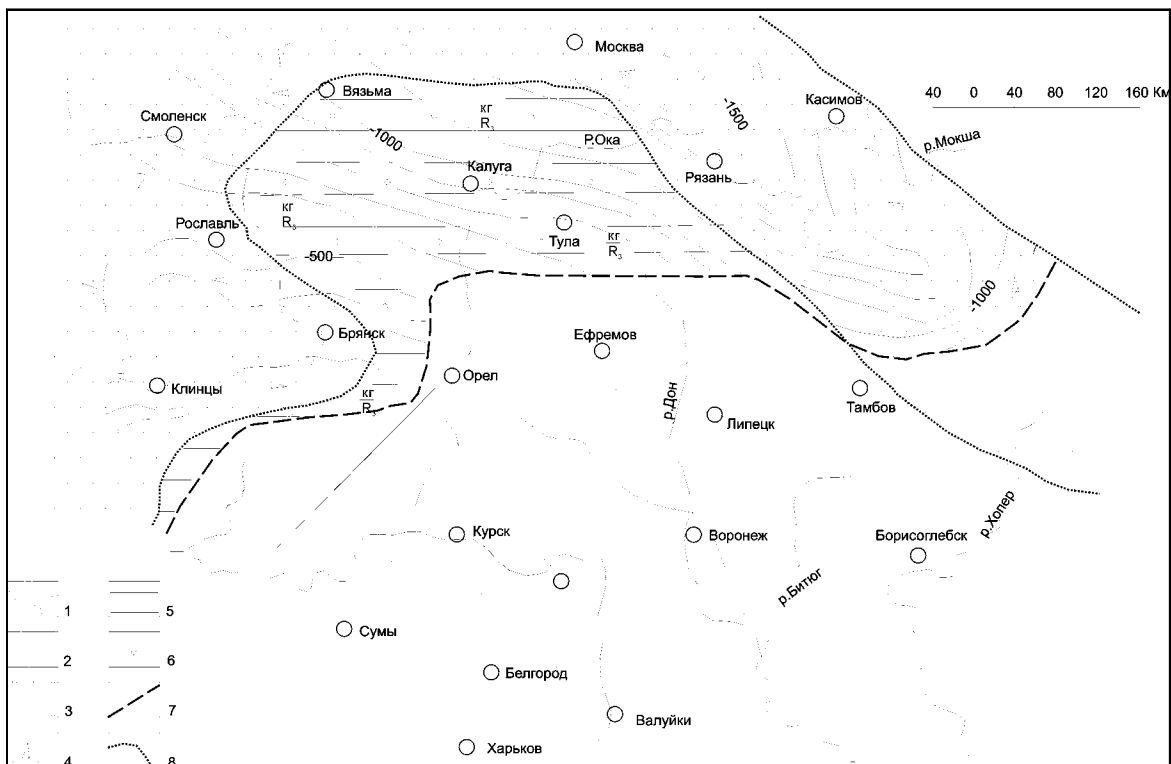 Москва
Вязьма
Смоленск
Касимов
40 0 40 80 120 160 Км
кг
R₃
-1000
-1500
Р.Ока
р.Мокша
Калуга
Рязань
кг
R₃
Рославль
Тула
кг
R₃
-500
-1000
Брянск
Ефремов
Клинцы
Орел
кг
R₃
р.Дон
Липецк
Тамбов
Курск
Воронеж
р.Хопер
Борисоглебск
р.Битюг
1 5
Сумы
2 6
Белгород
3 7
Валуйки
Харьков
4 8